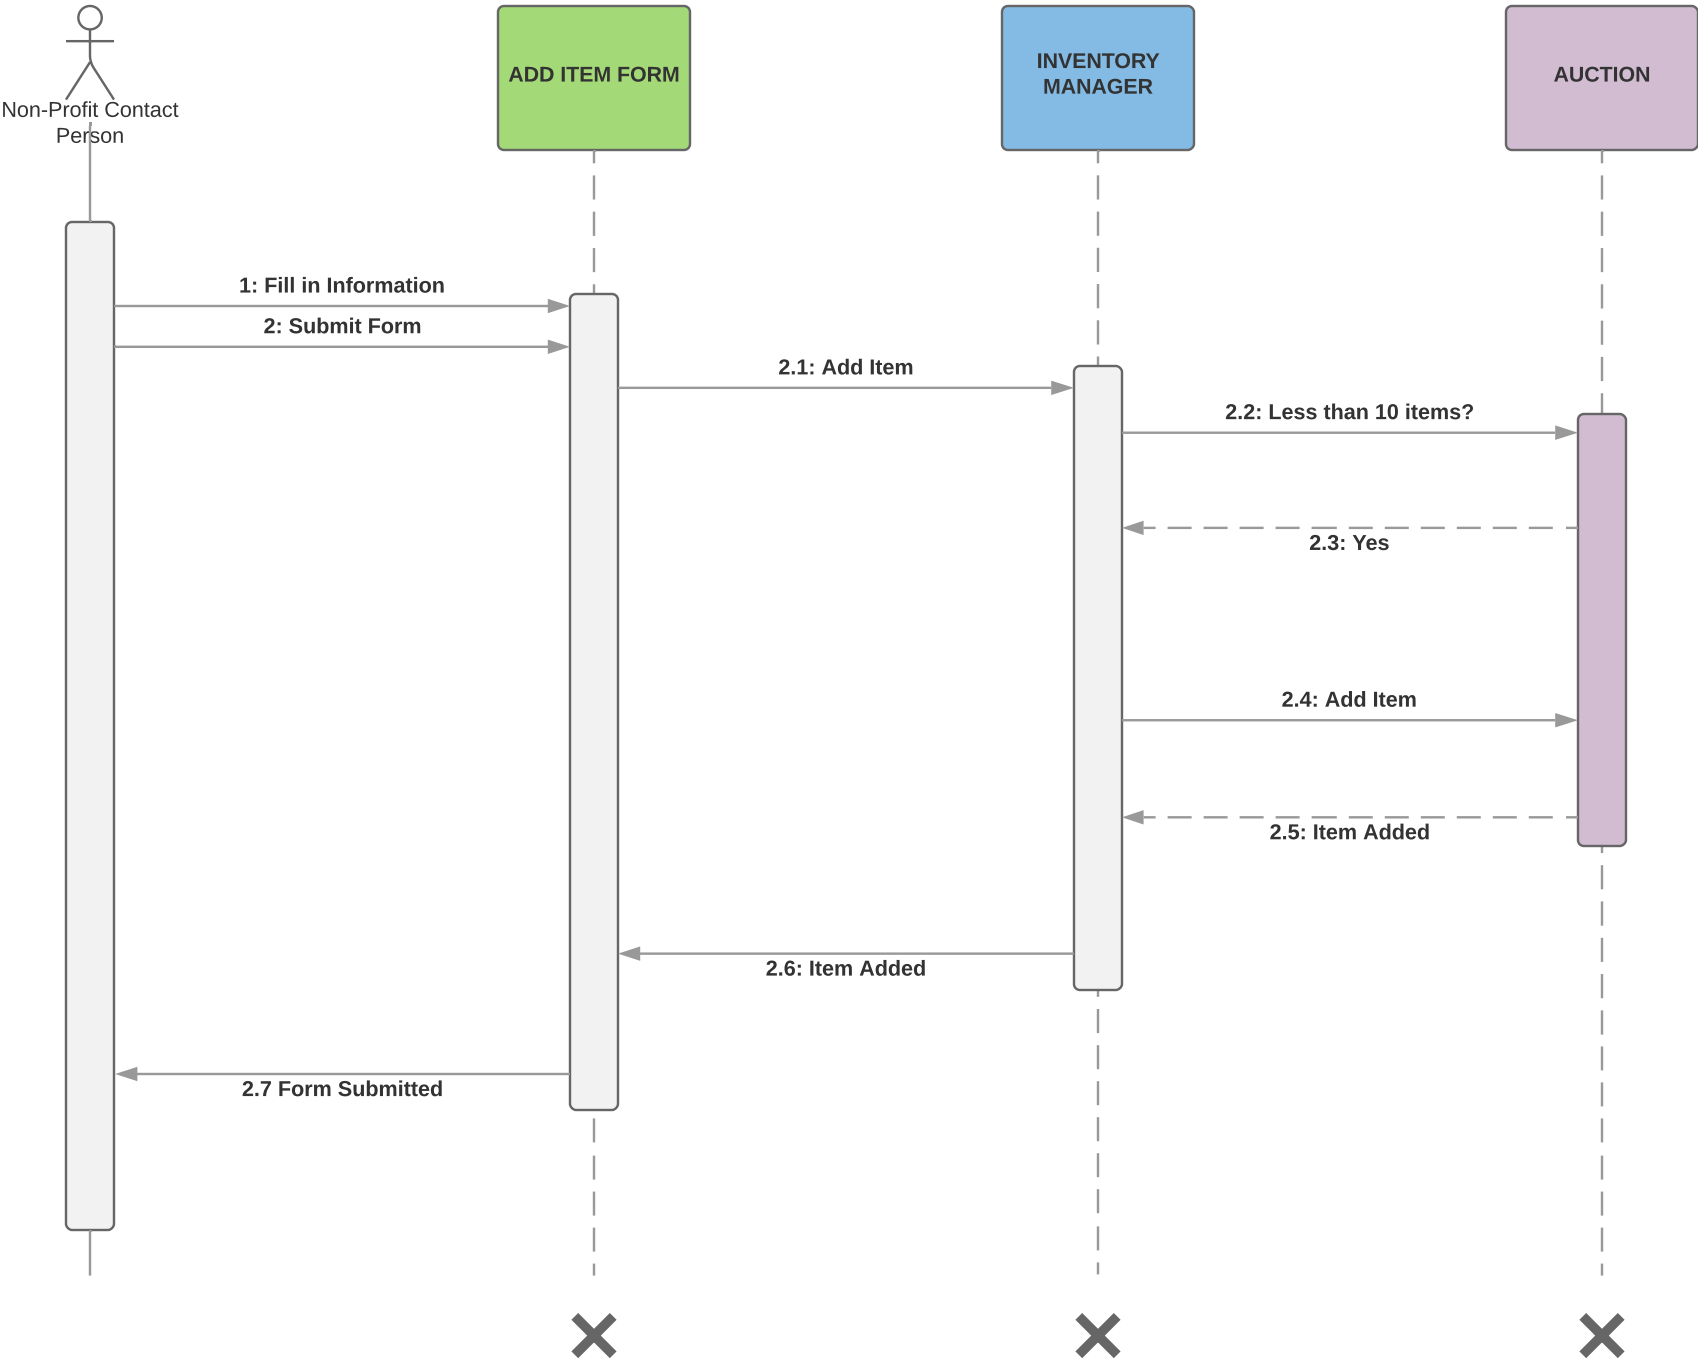 Non-Profit Contact
Person
ADD ITEM FORM
INVENTORY
MANAGER
AUCTION
1: Fill in Information
2: Submit Form
2.1: Add Item
2.2: Less than 10 items?
2.3: Yes
2.4: Add Item
2.5: Item Added
2.6: Item Added
2.7 Form Submitted